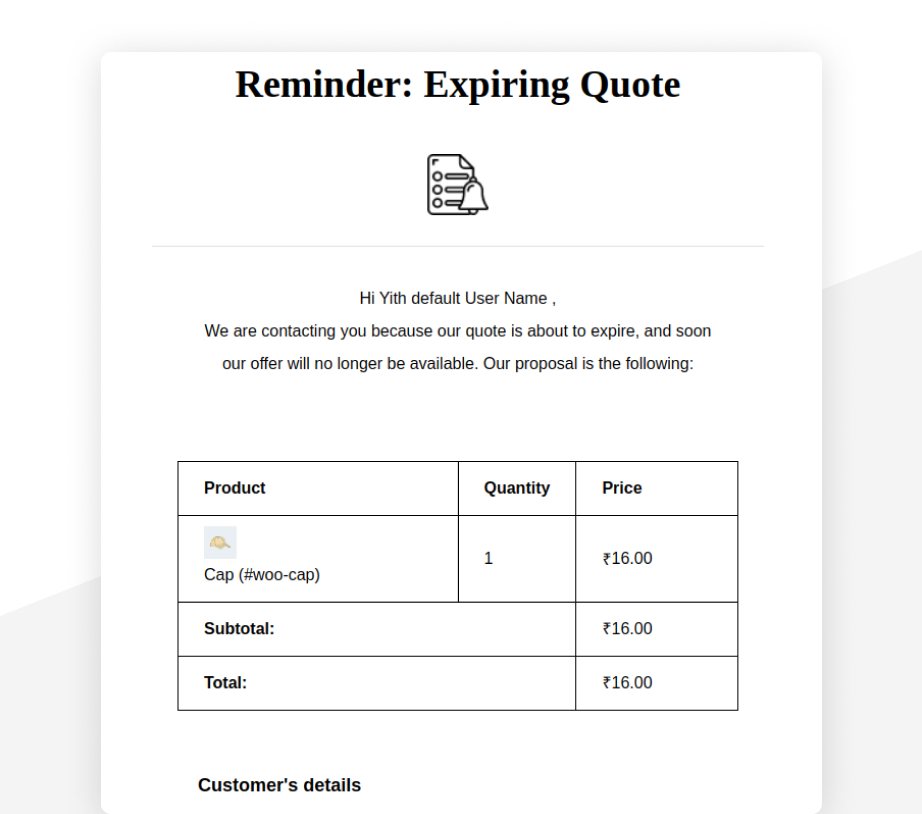 Reminder: Expiring Quote
Hi Yith default User Name ,
We are contacting you because our quote is about to expire, and soon
our offer will no longer be available. Our proposal is the following:
Product Quantity Price
Cap (#woo-cap) 1 ₹16.00
Subtotal: ₹16.00
Total: ₹16.00
Customer's details